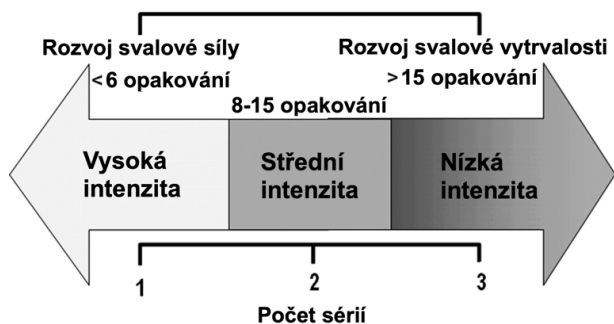 Rozvoj svalové síly
<6 opakování
Rozvoj svalové vytrvalosti
>15 opakování
8-15 opakování
Vysoká
intenzita
Střední
intenzita
Nízká
intenzita
1
2
3
Počet sérií